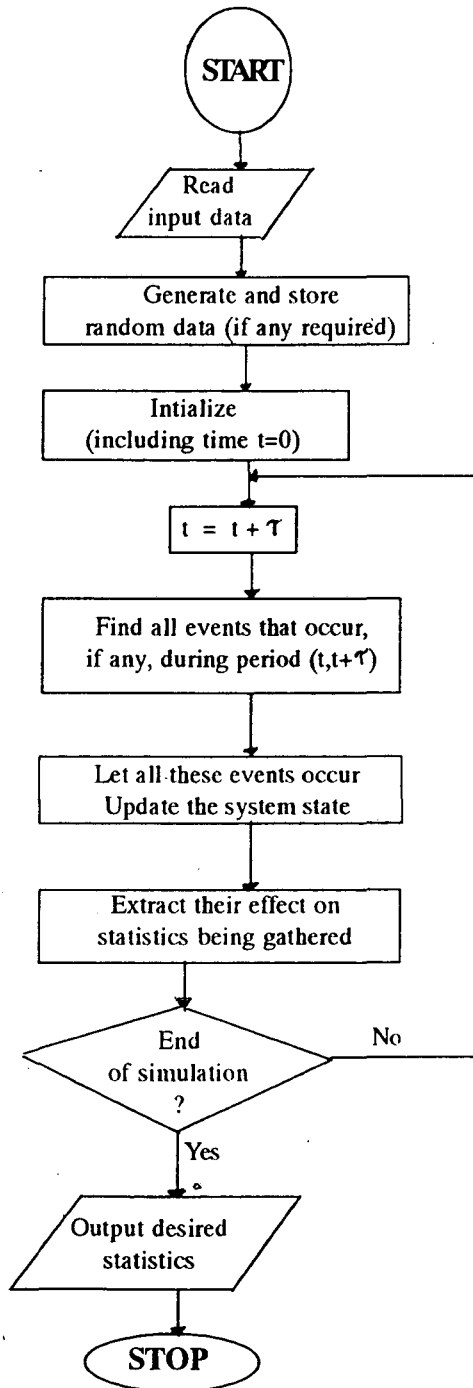 START
Read
input data
Generate and store
random data (if any required)
Intialize
(including time t=0)
t = t + τ
Find all events that occur,
if any, during period (t,t+τ)
Let all these events occur
Update the system state
Extract their effect on
statistics being gathered
End
of simulation
?
No
Yes
Output desired
statistics
STOP